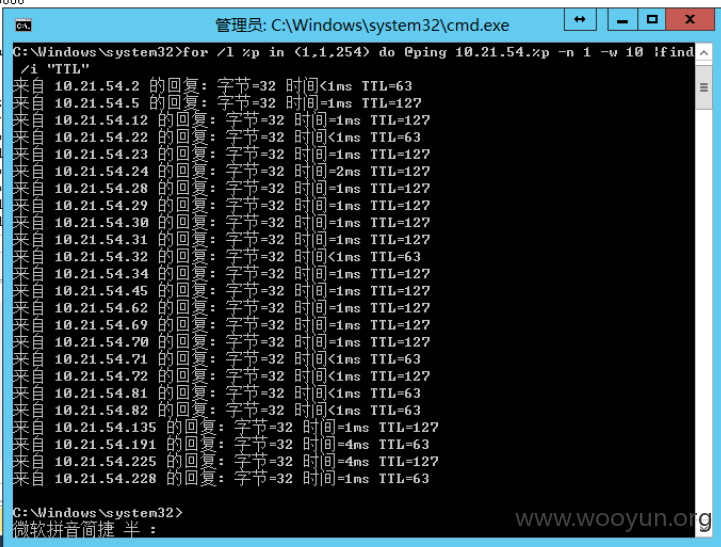 管理员: C:\Windows\system32\cmd.exe
C:\Windows\system32>for /l %p in (1,1,254) do @ping 10.21.54.%p -n 1 -w 10 |find
/i "TTL"
来自 10.21.54.2 的回复: 字节=32 时间<1ms TTL=63
来自 10.21.54.5 的回复: 字节=32 时间=1ms TTL=127
来自 10.21.54.12 的回复: 字节=32 时间=1ms TTL=127
来自 10.21.54.22 的回复: 字节=32 时间<1ms TTL=63
来自 10.21.54.23 的回复: 字节=32 时间=1ms TTL=127
来自 10.21.54.24 的回复: 字节=32 时间=2ms TTL=127
来自 10.21.54.28 的回复: 字节=32 时间=1ms TTL=127
来自 10.21.54.29 的回复: 字节=32 时间=1ms TTL=127
来自 10.21.54.30 的回复: 字节=32 时间=1ms TTL=127
来自 10.21.54.31 的回复: 字节=32 时间=1ms TTL=127
来自 10.21.54.32 的回复: 字节=32 时间<1ms TTL=63
来自 10.21.54.34 的回复: 字节=32 时间=1ms TTL=127
来自 10.21.54.45 的回复: 字节=32 时间=1ms TTL=127
来自 10.21.54.62 的回复: 字节=32 时间=1ms TTL=127
来自 10.21.54.69 的回复: 字节=32 时间=1ms TTL=127
来自 10.21.54.70 的回复: 字节=32 时间=1ms TTL=127
来自 10.21.54.71 的回复: 字节=32 时间<1ms TTL=63
来自 10.21.54.72 的回复: 字节=32 时间<1ms TTL=127
来自 10.21.54.81 的回复: 字节=32 时间<1ms TTL=63
来自 10.21.54.82 的回复: 字节=32 时间<1ms TTL=63
来自 10.21.54.135 的回复: 字节=32 时间=1ms TTL=127
来自 10.21.54.191 的回复: 字节=32 时间=4ms TTL=63
来自 10.21.54.225 的回复: 字节=32 时间=4ms TTL=127
来自 10.21.54.228 的回复: 字节=32 时间=1ms TTL=63
C:\Windows\system32>
微软拼音简捷 半 :
www.wooyun.org